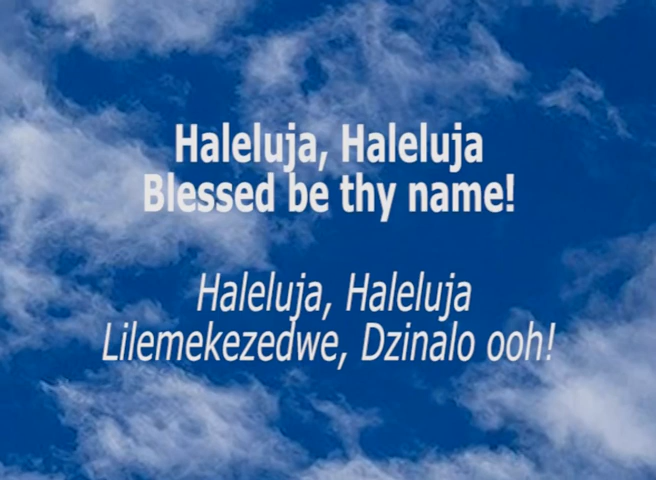 Haleluja, Haleluja
Blessed be thy name!
Haleluja, Haleluja
Lilemekezedwe, Dzinalo ooh!